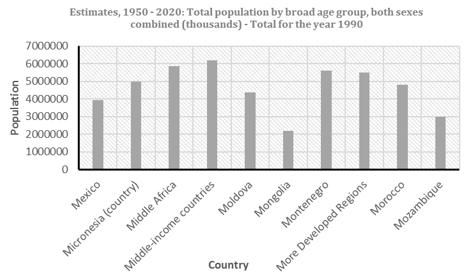 Estimates, 1950 - 2020: Total population by broad age group, both sexes
combined (thousands) - Total for the year 1990
7000000
6000000
5000000
4000000
3000000
2000000
1000000
0
Population
Mexico
Micronesia (country)
Middle Africa
Middle-income countries
Moldova
Mongolia
Montenegro
More Developed Regions
Morocco
Mozambique
Country